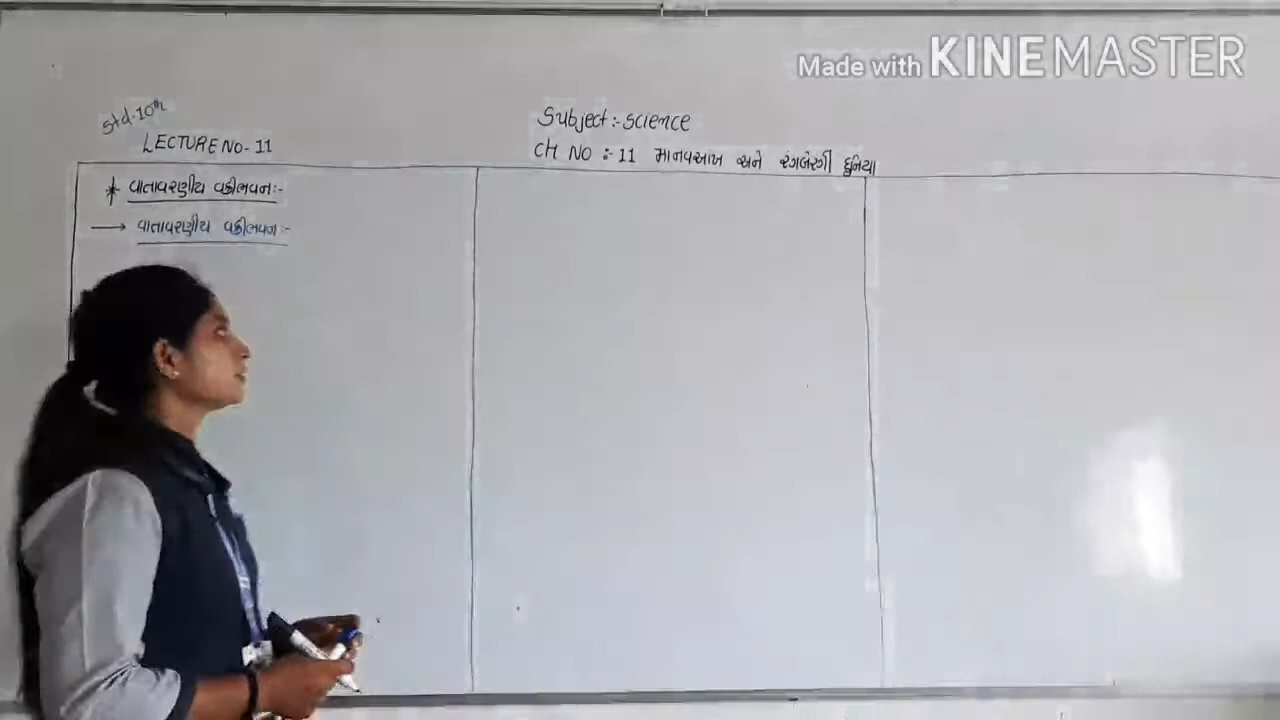 Made with KINEMASTER
Std.10th
Subject:-Science
LECTURE NO-11
CH NO :- 11 માનવઆંખ અને રંગબેરંગી દુનિયા
* વાતાવરણીય વક્રીભવન:-
→ વાતાવરણીય વક્રીભવન:-